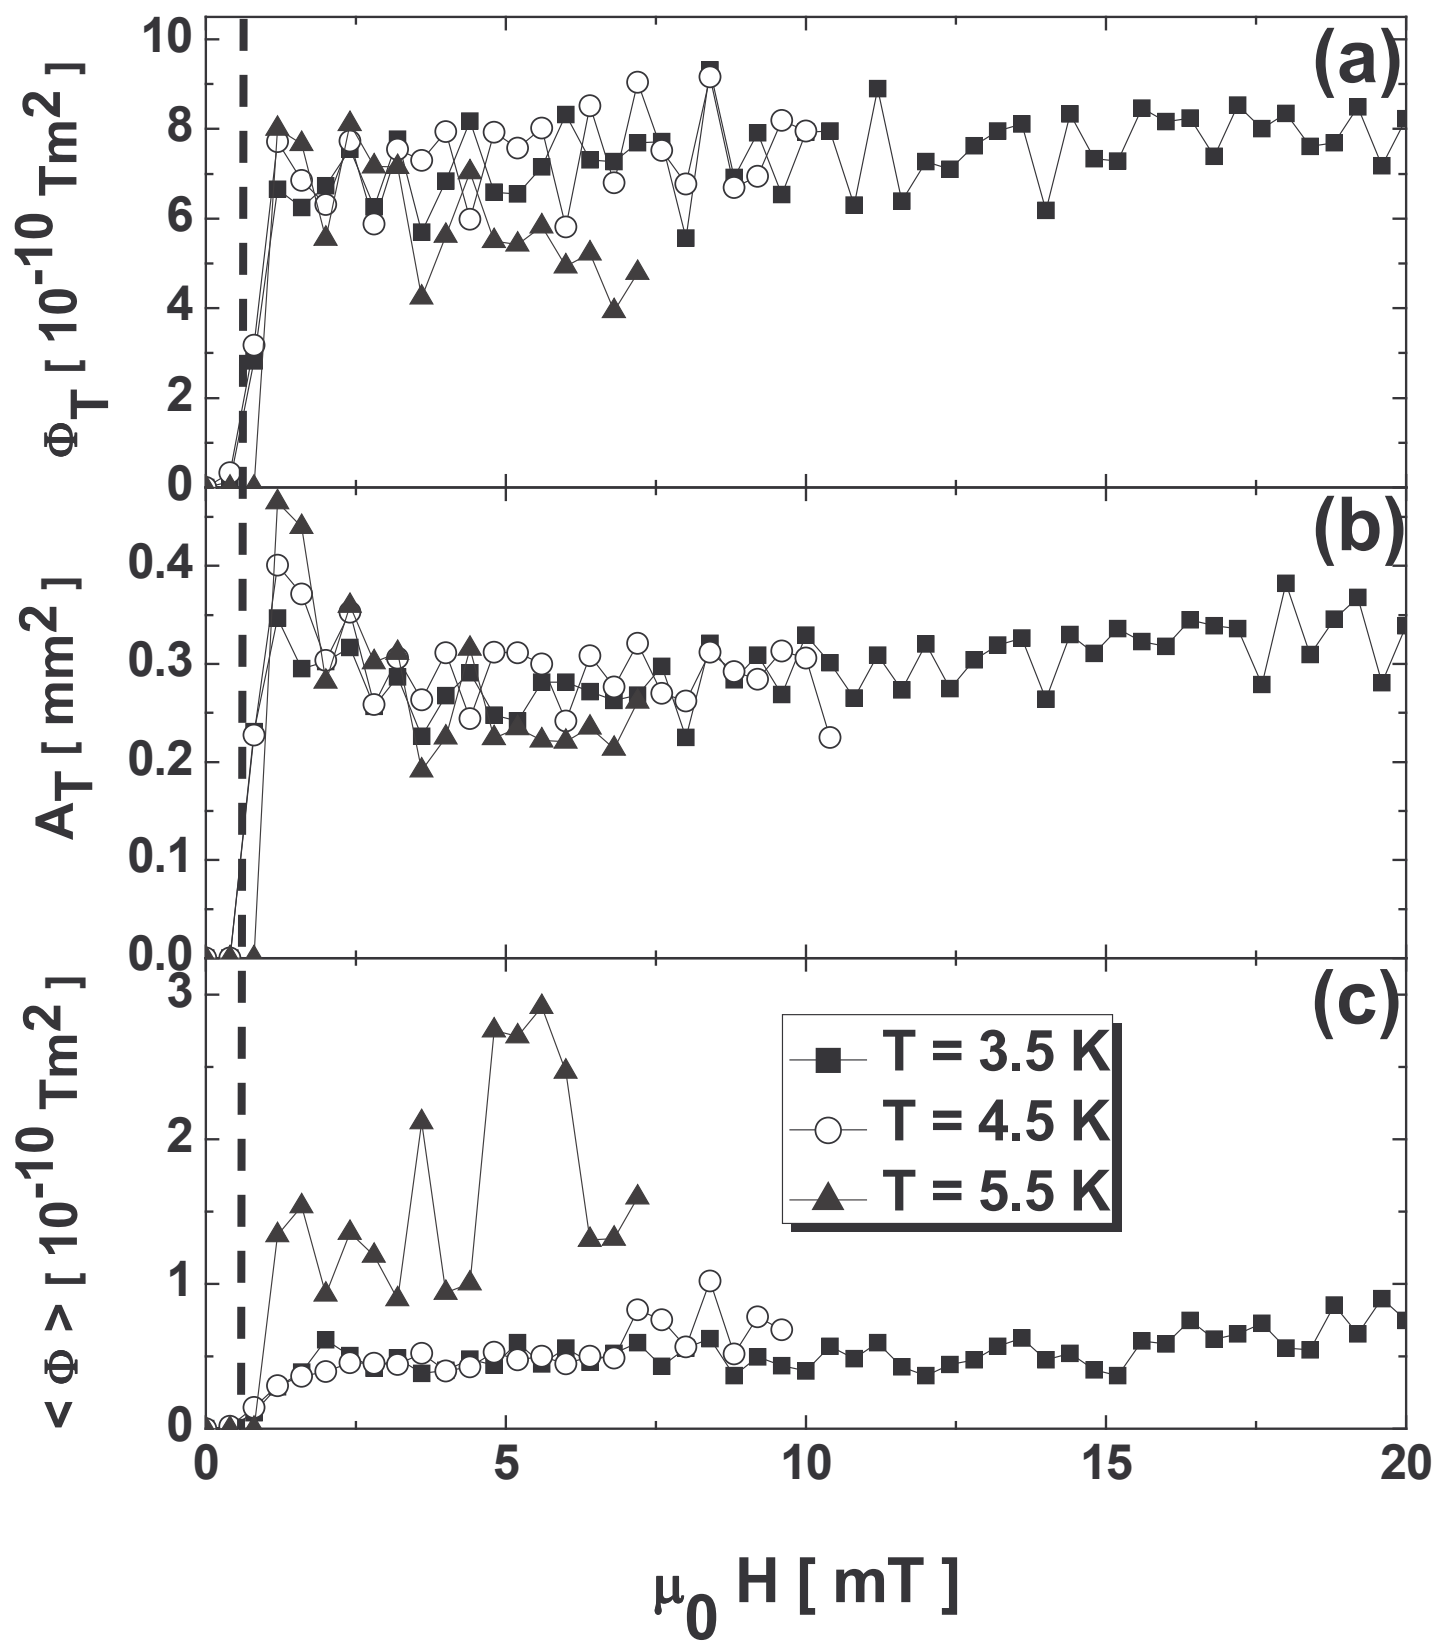 (a)
Φ_T [ 10^-10 Tm^2 ]
10
8
6
4
2
0
(b)
A_T [ mm^2 ]
0.4
0.3
0.2
0.1
0.0
(c)
< Φ > [ 10^-10 Tm^2 ]
3
2
1
0
T = 3.5 K
T = 4.5 K
T = 5.5 K
0 5 10 15 20
μ_0 H [ mT ]